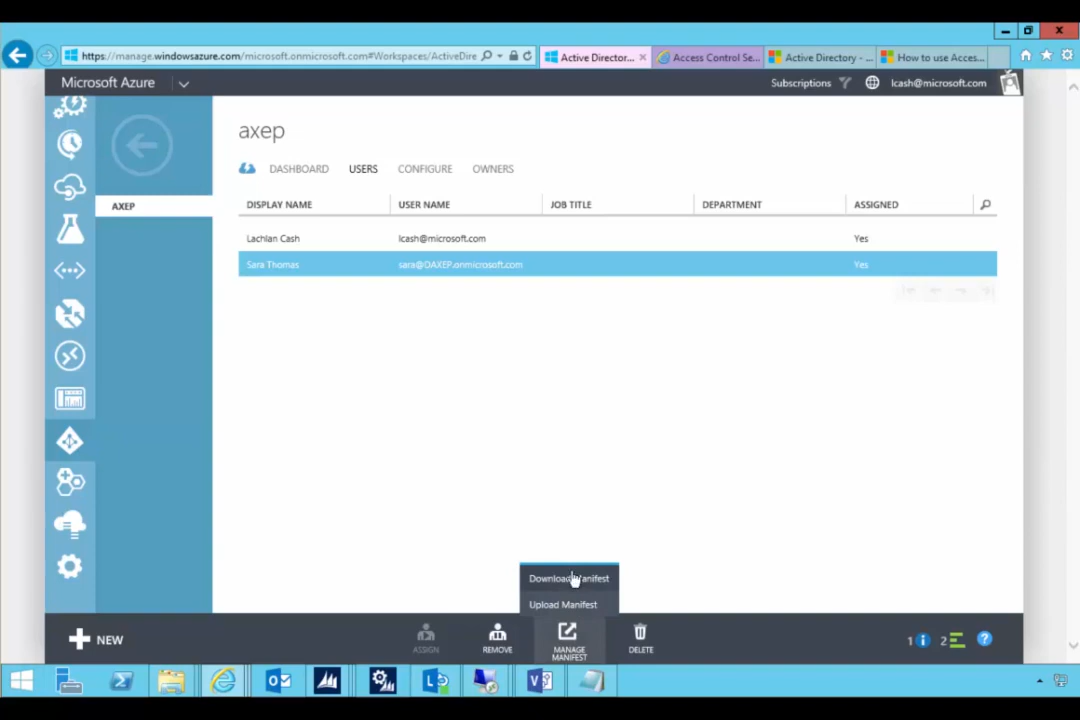 https://manage.windowsazure.com/microsoft.onmicrosoft.com#Workspaces/ActiveDire
Active Director...
Access Control Se...
Active Directory - ...
How to use Acces...
Microsoft Azure
Subscriptions
lcash@microsoft.com
axep
DASHBOARD USERS CONFIGURE OWNERS
AXEP
DISPLAY NAME USER NAME JOB TITLE DEPARTMENT ASSIGNED
Lachlan Cash lcash@microsoft.com Yes
Sara Thomas sara@OAXEP.onmicrosoft.com Yes
Download Manifest
Upload Manifest
NEW
ASSIGN
REMOVE
MANAGE
MANIFEST
DELETE
1
2